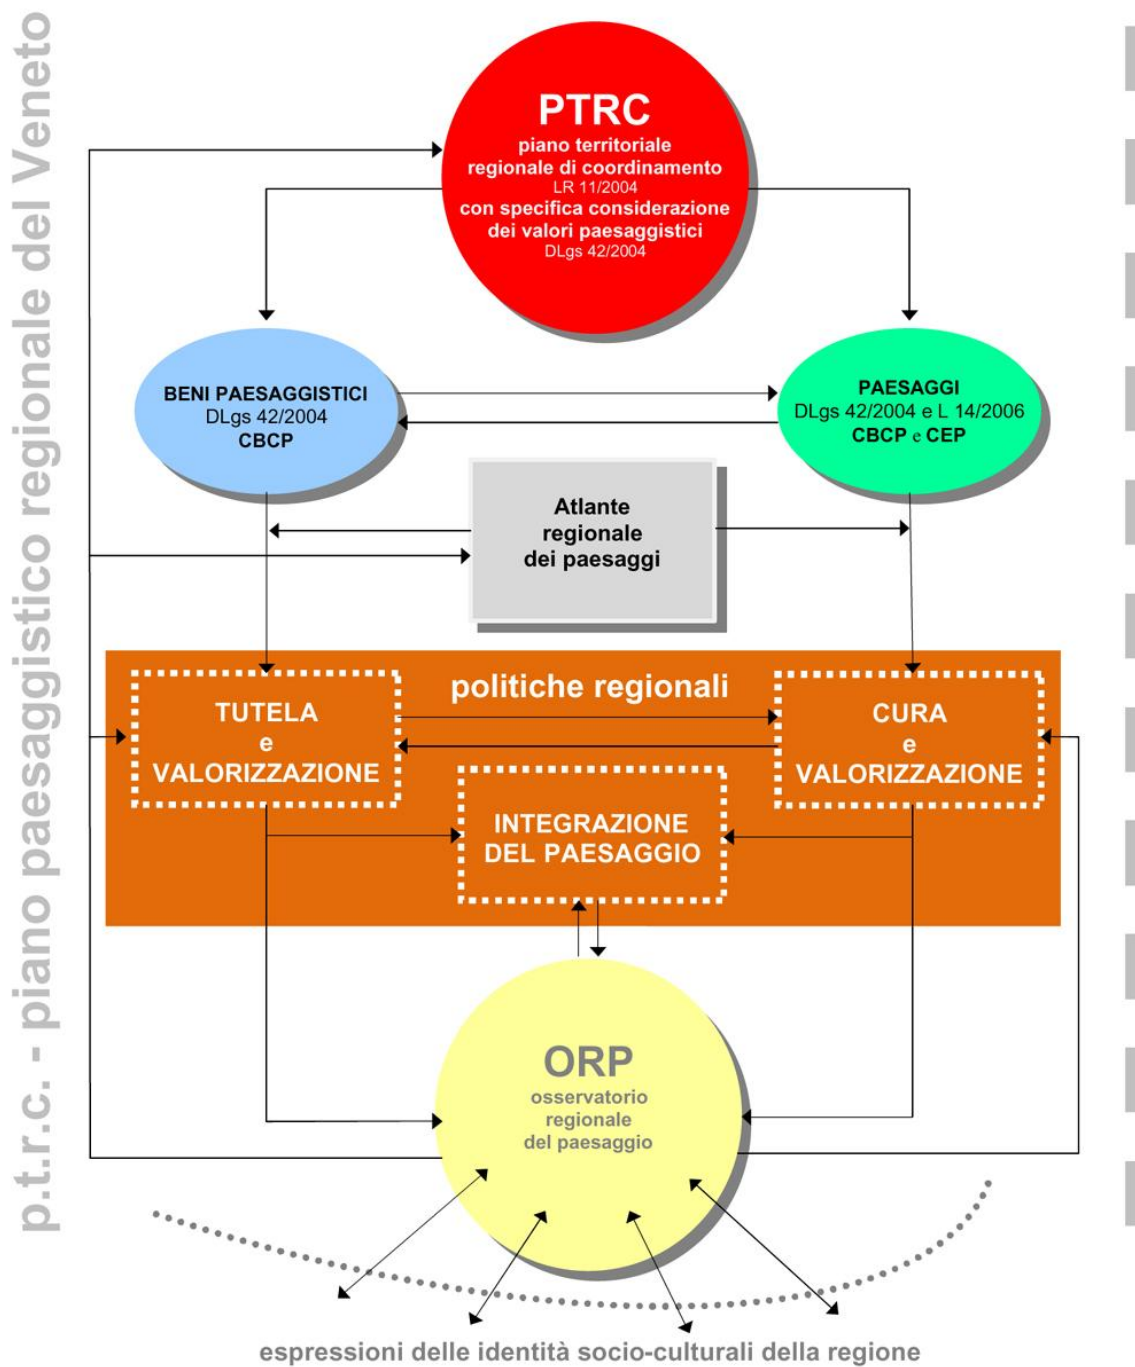 p.t.r.c. - piano paesaggistico regionale del Veneto
PTRC
piano territoriale
regionale di coordinamento
LR 11/2004
con specifica considerazione
dei valori paesaggistici
DLgs 42/2004
BENI PAESAGGISTICI
DLgs 42/2004
CBCP
PAESAGGI
DLgs 42/2004 e L 14/2006
CBCP e CEP
Atlante
regionale
dei paesaggi
politiche regionali
TUTELA
e
VALORIZZAZIONE
CURA
e
VALORIZZAZIONE
INTEGRAZIONE
DEL PAESAGGIO
ORP
osservatorio
regionale
del paesaggio
espressioni delle identità socio-culturali della regione